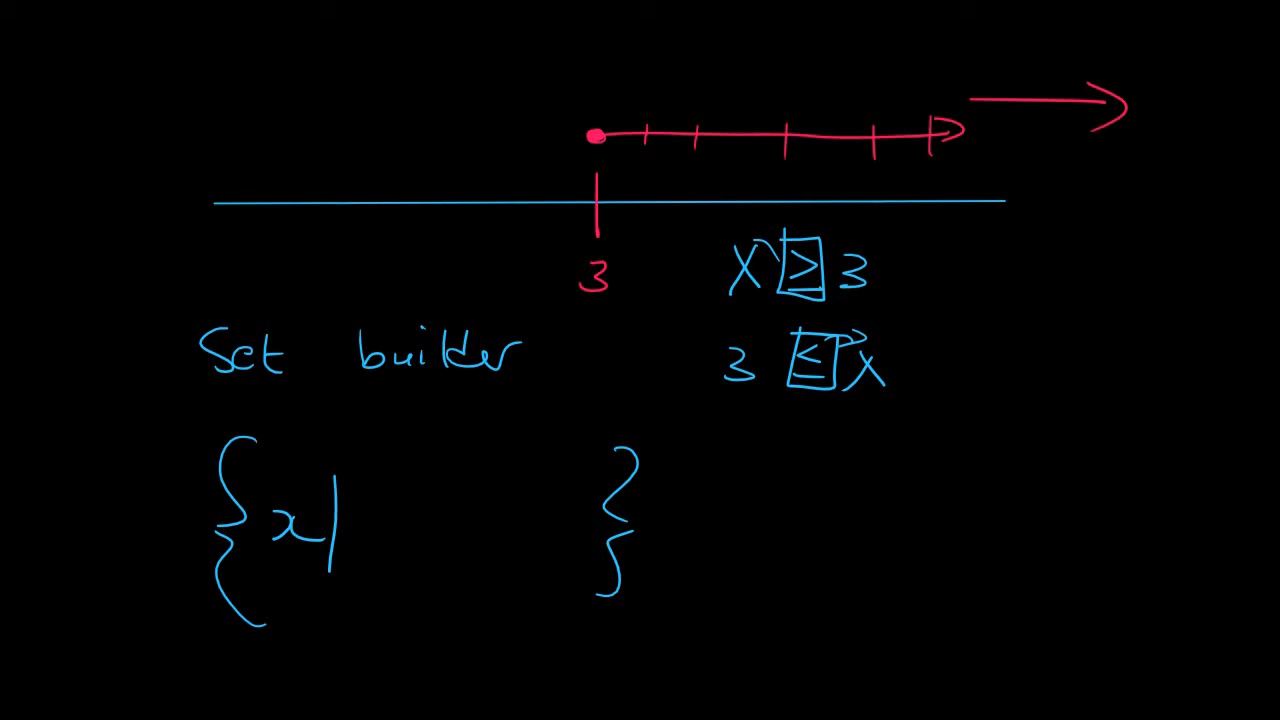 3
X ≥ 3
Set builder
3 ≤ X
{ x | }